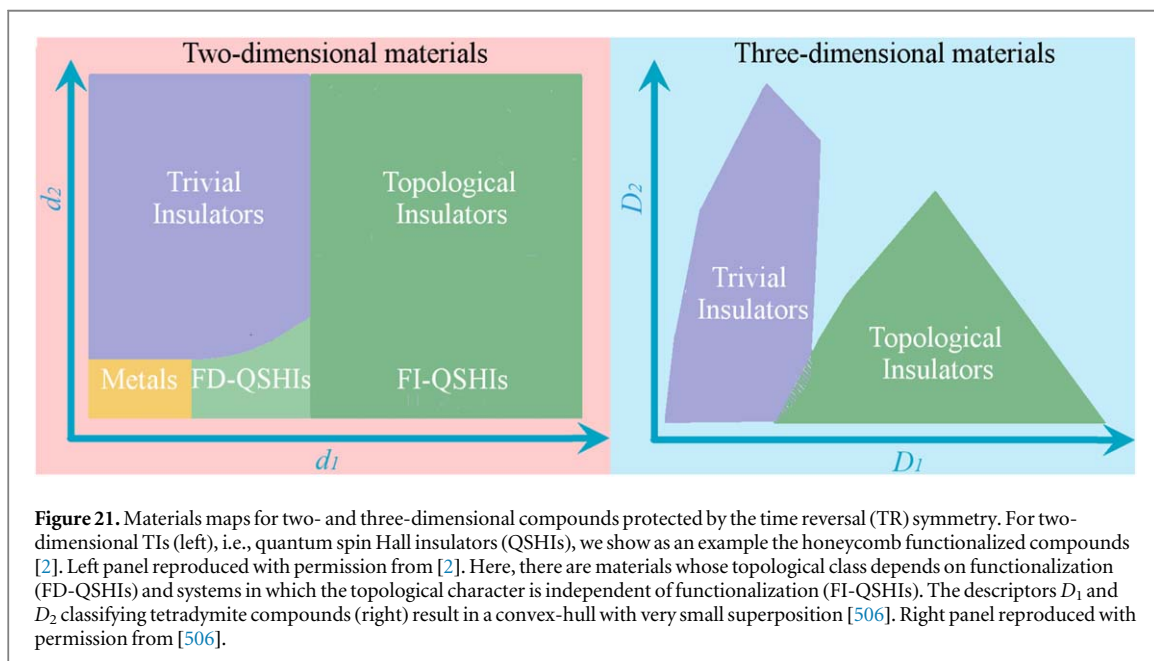 Two-dimensional materials
d2
Trivial
Insulators
Topological
Insulators
Metals
FD-QSHIs
FI-QSHIs
d1
Three-dimensional materials
D2
Trivial
Insulators
Topological
Insulators
D1
Figure 21. Materials maps for two- and three-dimensional compounds protected by the time reversal (TR) symmetry. For two-
dimensional TIs (left), i.e., quantum spin Hall insulators (QSHIs), we show as an example the honeycomb functionalized compounds
[2]. Left panel reproduced with permission from [2]. Here, there are materials whose topological class depends on functionalization
(FD-QSHIs) and systems in which the topological character is independent of functionalization (FI-QSHIs). The descriptors D1 and
D2 classifying tetradymite compounds (right) result in a convex-hull with very small superposition [506]. Right panel reproduced with
permission from [506].